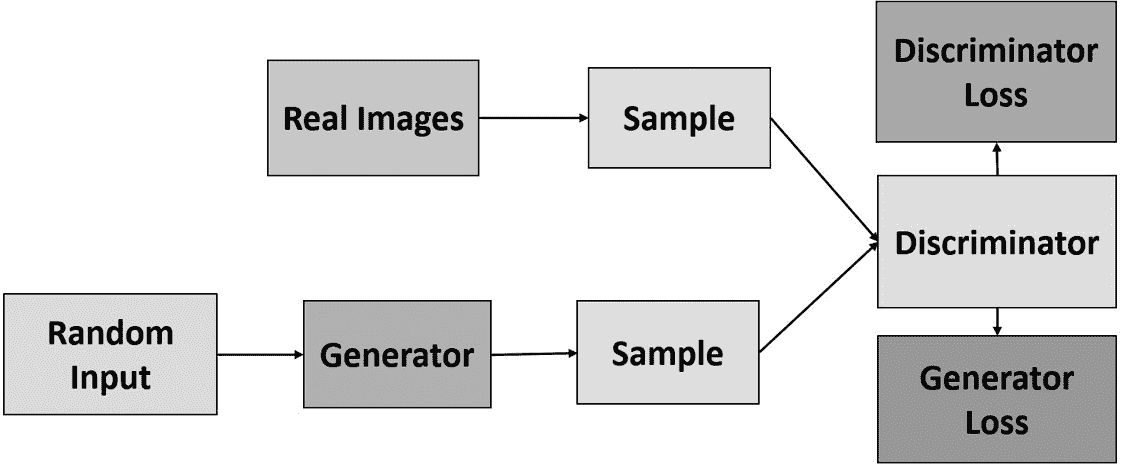 Real Images
Sample
Discriminator
Loss
Discriminator
Random
Input
Generator
Sample
Generator
Loss